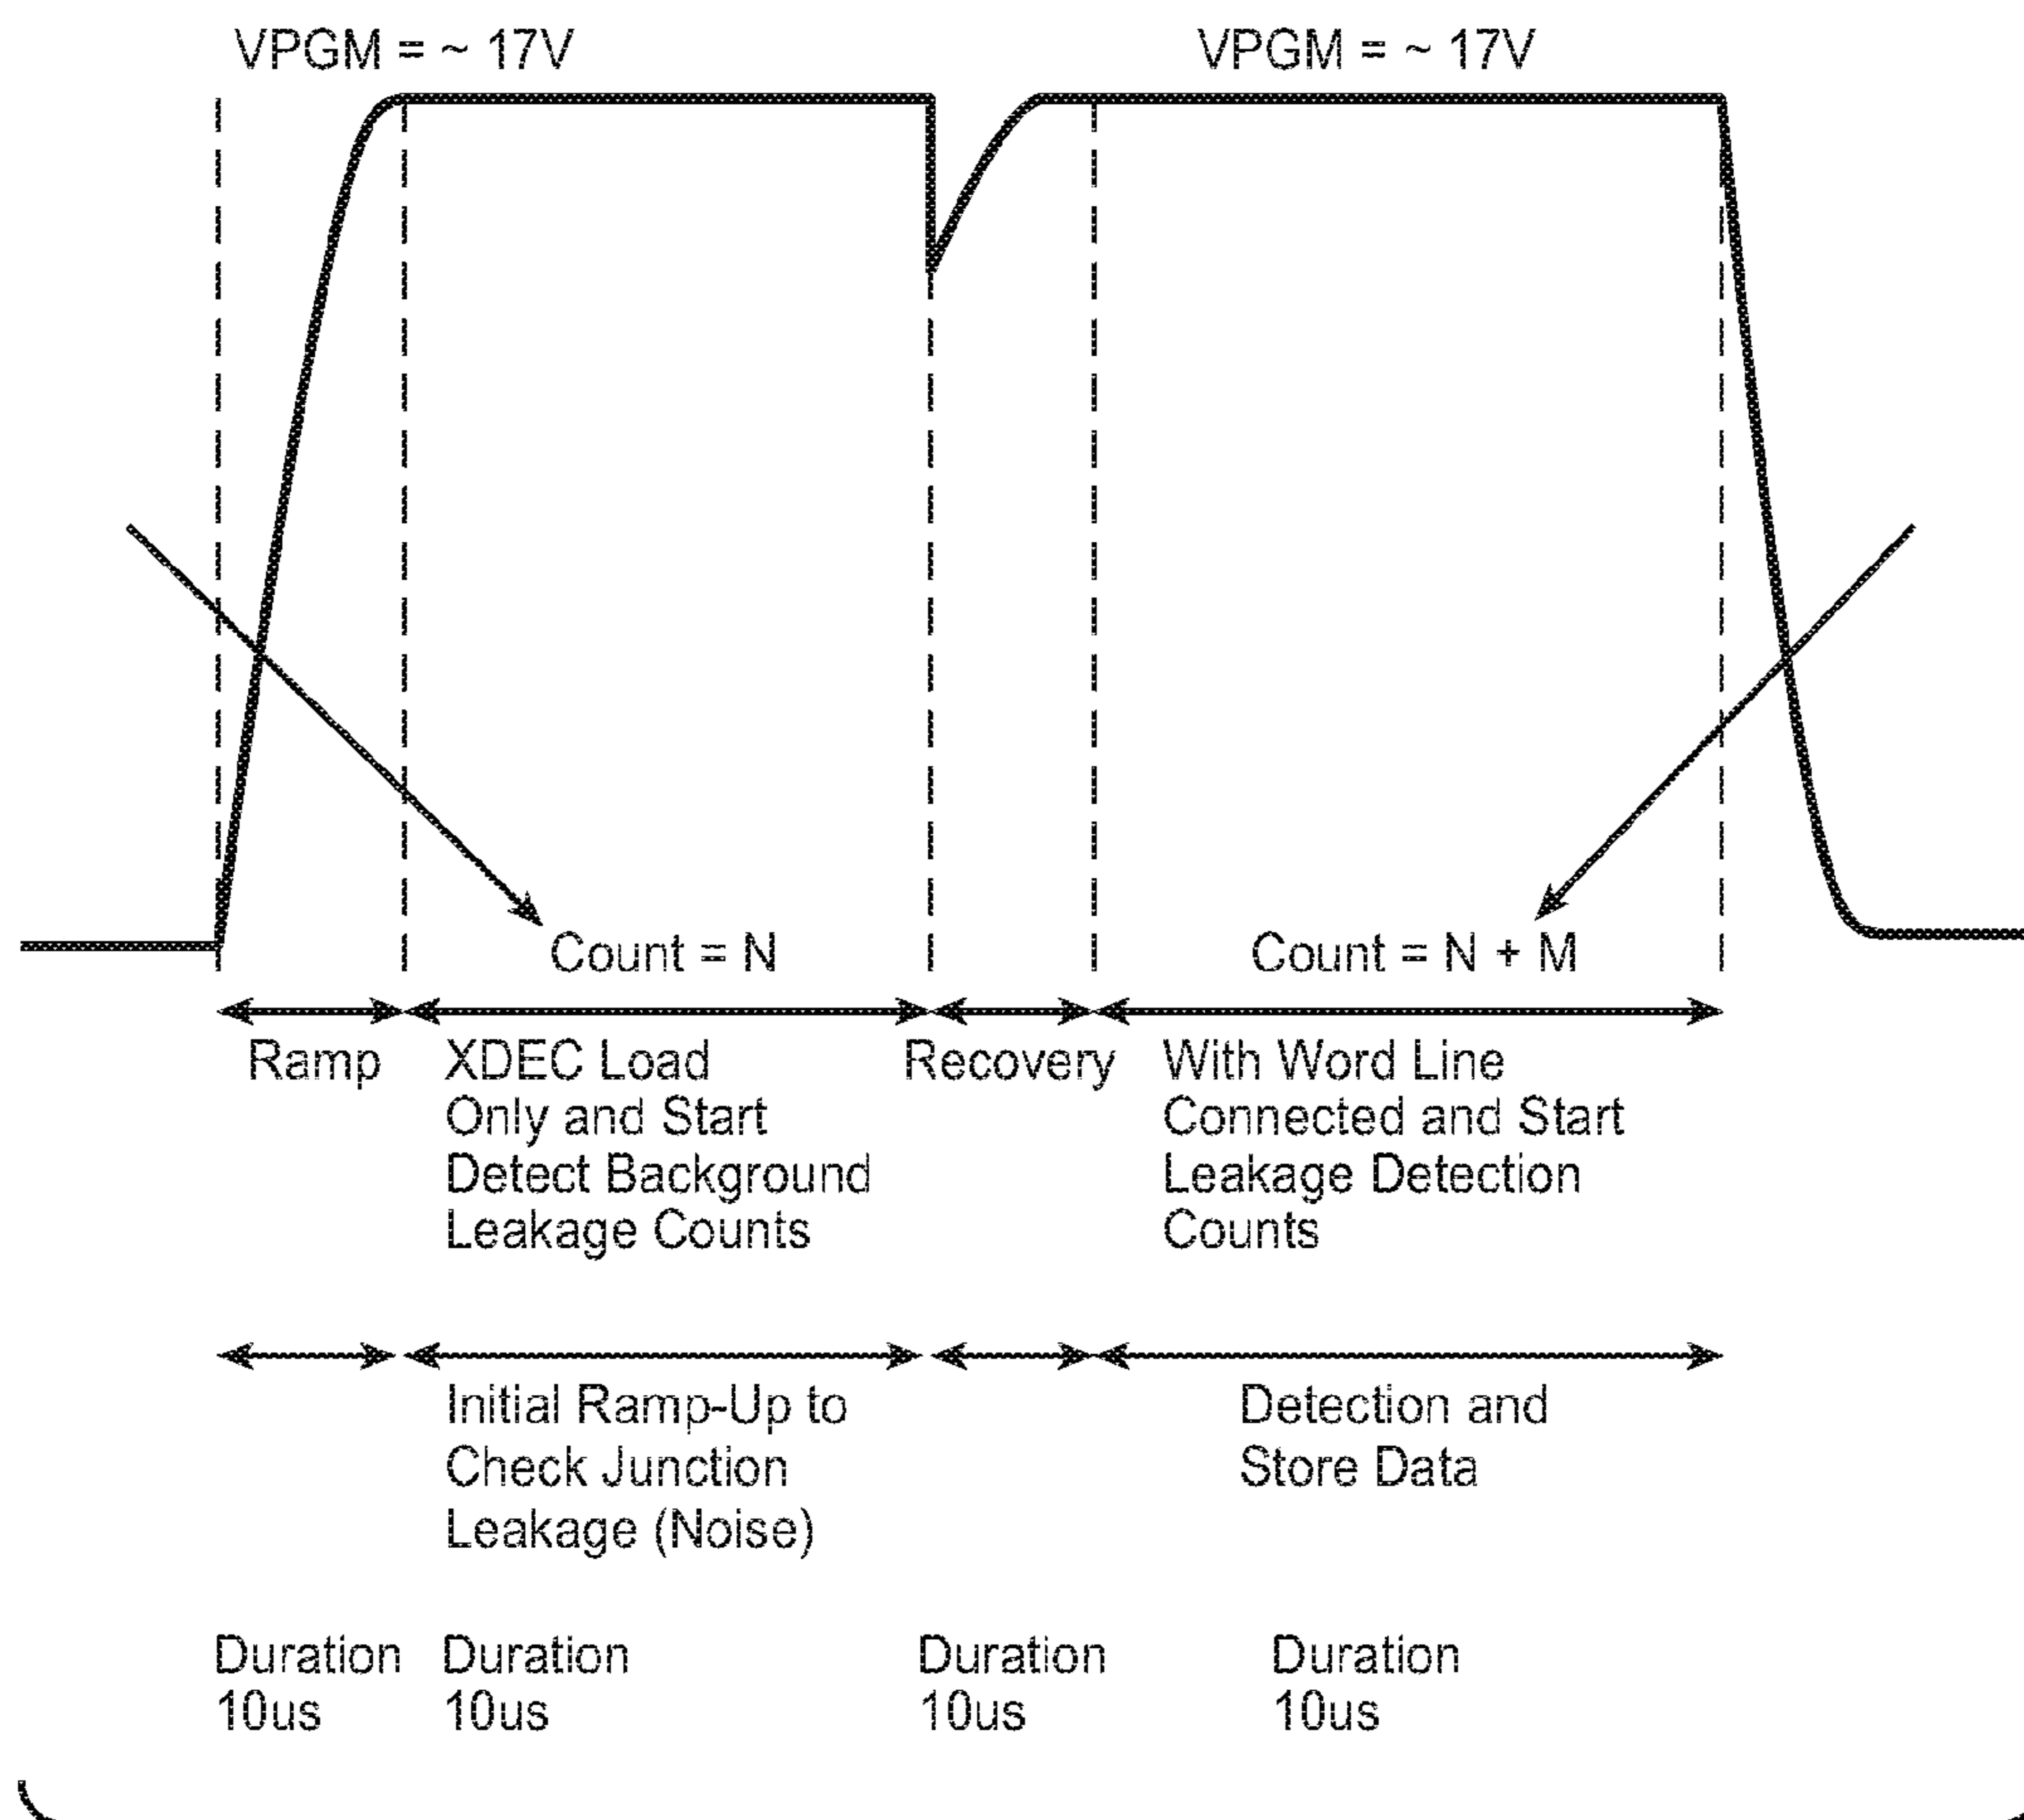 VPGM = ~ 17V
VPGM = ~ 17V
Count = N
Count = N + M
Ramp
XDEC Load
Only and Start
Detect Background
Leakage Counts
Recovery
With Word Line
Connected and Start
Leakage Detection
Counts
Initial Ramp-Up to
Check Junction
Leakage (Noise)
Detection and
Store Data
Duration
10us
Duration
10us
Duration
10us
Duration
10us